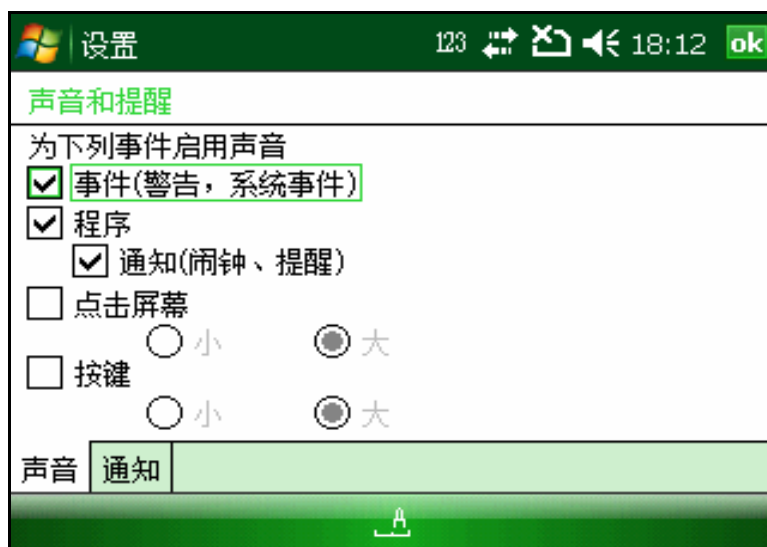 设置 123 18:12 ok
声音和提醒
为下列事件启用声音
事件(警告，系统事件)
程序
通知(闹钟、提醒)
点击屏幕
小 大
按键
小 大
声音 通知
A